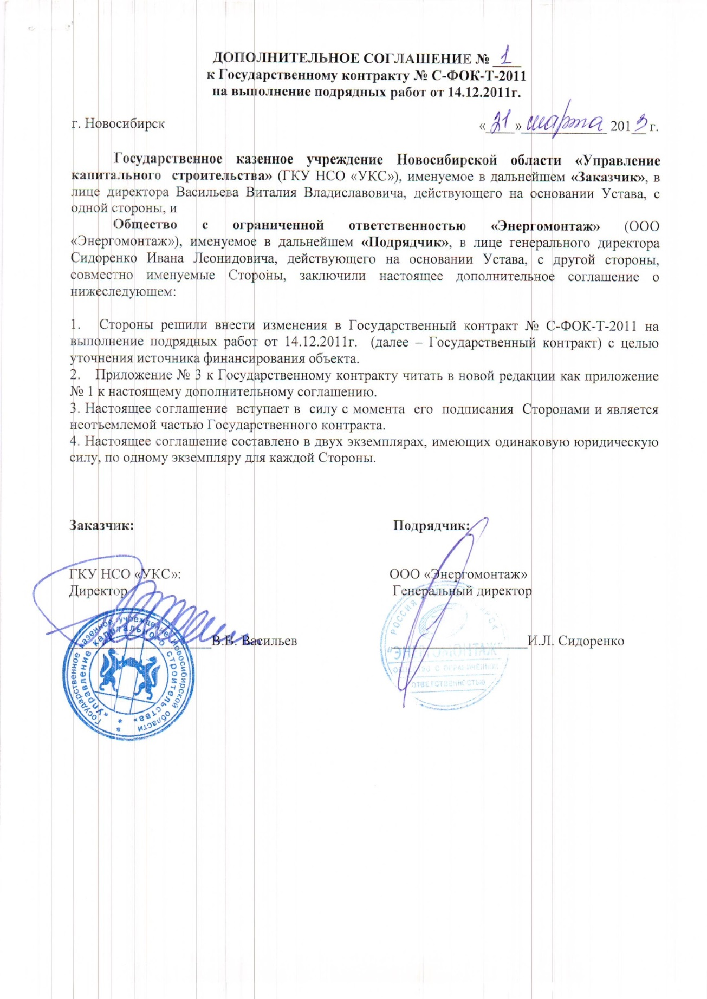 ДОПОЛНИТЕЛЬНОЕ СОГЛАШЕНИЕ № 1
к Государственному контракту № С-ФОК-Т-2011
на выполнение подрядных работ от 14.12.2011г.
г. Новосибирск «21» марта 2013 г.
Государственное казенное учреждение Новосибирской области «Управление
капитального строительства» (ГКУ НСО «УКС»), именуемое в дальнейшем «Заказчик», в
лице директора Васильева Виталия Владиславовича, действующего на основании Устава, с
одной стороны, и
Общество с ограниченной ответственностью «Энергомонтаж» (ООО
«Энергомонтаж»), именуемое в дальнейшем «Подрядчик», в лице генерального директора
Сидоренко Ивана Леонидовича, действующего на основании Устава, с другой стороны,
совместно именуемые Стороны, заключили настоящее дополнительное соглашение о
нижеследующем:
1. Стороны решили внести изменения в Государственный контракт № С-ФОК-Т-2011 на
выполнение подрядных работ от 14.12.2011г. (далее – Государственный контракт) с целью
уточнения источника финансирования объекта.
2. Приложение № 3 к Государственному контракту читать в новой редакции как приложение
№ 1 к настоящему дополнительному соглашению.
3. Настоящее соглашение вступает в силу с момента его подписания Сторонами и является
неотъемлемой частью Государственного контракта.
4. Настоящее соглашение составлено в двух экземплярах, имеющих одинаковую юридическую
силу, по одному экземпляру для каждой Стороны.
Заказчик: Подрядчик:
ГКУ НСО «УКС»: ООО «Энергомонтаж»
Директор Генеральный директор
В.В. Васильев И.Л. Сидоренко
Государственное казенное учреждение Новосибирской области
«Управление капитального строительства»
РОССИЯ
"ЭНЕРГОМОНТАЖ"
ОБЩЕСТВО С ОГРАНИЧЕННОЙ
ОТВЕТСТВЕННОСТЬЮ